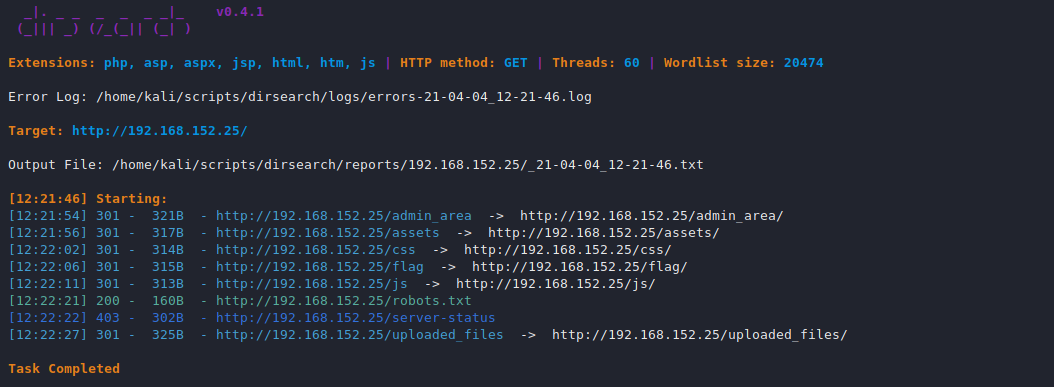 _|. _ _  _  _  _ _|_    v0.4.1
(_||| _) (/_(_|| (_| )
Extensions: php, asp, aspx, jsp, html, htm, js | HTTP method: GET | Threads: 60 | Wordlist size: 20474
Error Log: /home/kali/scripts/dirsearch/logs/errors-21-04-04_12-21-46.log
Target: http://192.168.152.25/
Output File: /home/kali/scripts/dirsearch/reports/192.168.152.25/_21-04-04_12-21-46.txt
[12:21:46] Starting:
[12:21:54] 301 -  321B  - http://192.168.152.25/admin_area  ->  http://192.168.152.25/admin_area/
[12:21:56] 301 -  317B  - http://192.168.152.25/assets  ->  http://192.168.152.25/assets/
[12:22:02] 301 -  314B  - http://192.168.152.25/css  ->  http://192.168.152.25/css/
[12:22:06] 301 -  315B  - http://192.168.152.25/flag  ->  http://192.168.152.25/flag/
[12:22:11] 301 -  313B  - http://192.168.152.25/js  ->  http://192.168.152.25/js/
[12:22:21] 200 -  160B  - http://192.168.152.25/robots.txt
[12:22:22] 403 -  302B  - http://192.168.152.25/server-status
[12:22:27] 301 -  325B  - http://192.168.152.25/uploaded_files  ->  http://192.168.152.25/uploaded_files/
Task Completed